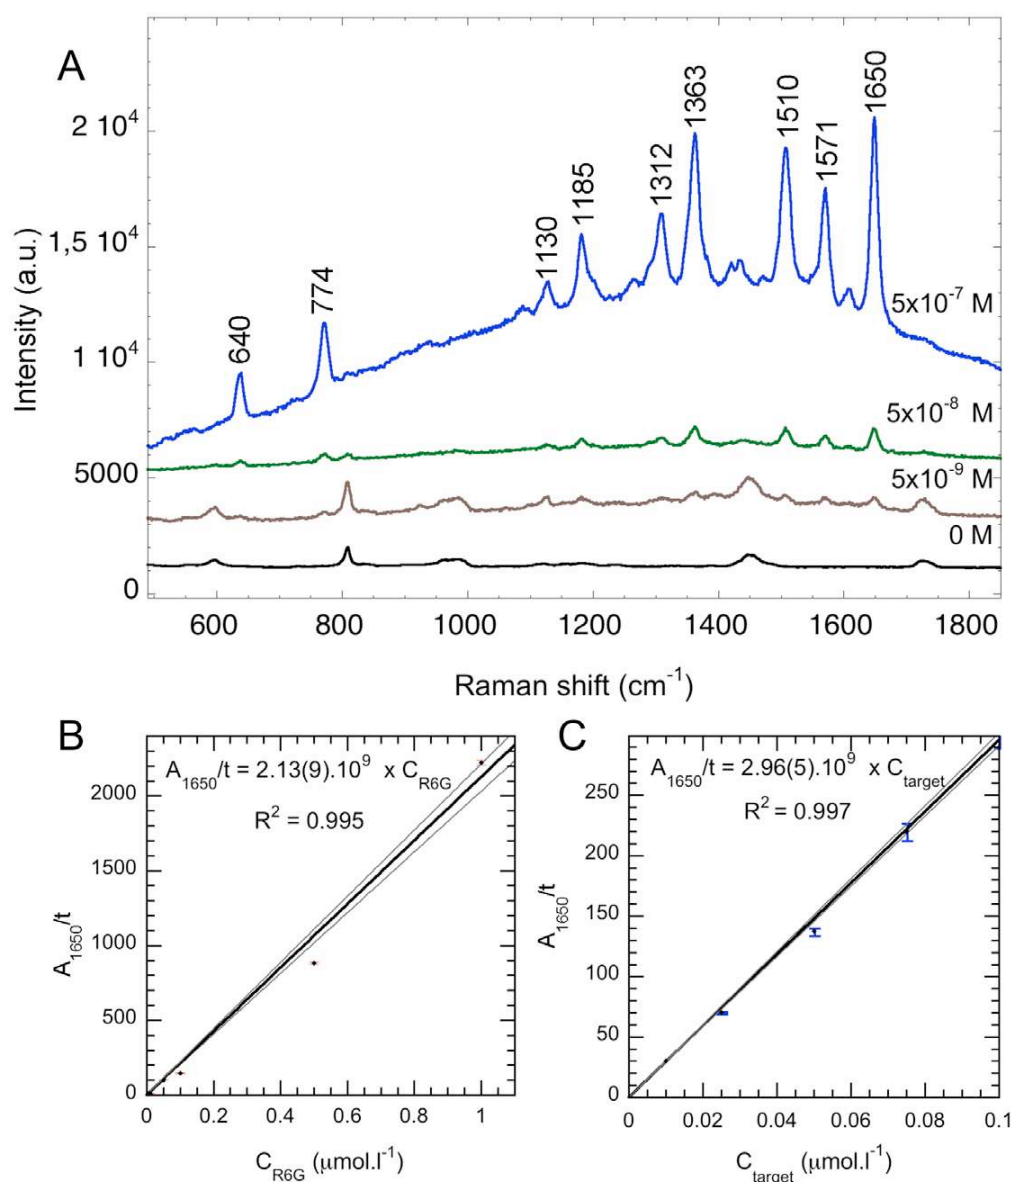 A
640
774
1130
1185
1312
1363
1510
1571
1650
2 10⁴
1,5 10⁴
1 10⁴
5000
0
Intensity (a.u.)
5x10⁻⁷ M
5x10⁻⁸ M
5x10⁻⁹ M
0 M
600 800 1000 1200 1400 1600 1800
Raman shift (cm⁻¹)
B
A₁₆₅₀/t = 2.13(9).10⁹ x C_R6G
R² = 0.995
2000
1500
1000
500
0
A₁₆₅₀/t
0 0.2 0.4 0.6 0.8 1
C_R6G (μmol.l⁻¹)
C
A₁₆₅₀/t = 2.96(5).10⁹ x C_target
R² = 0.997
250
200
150
100
50
0
A₁₆₅₀/t
0 0.02 0.04 0.06 0.08 0.1
C_target (μmol.l⁻¹)